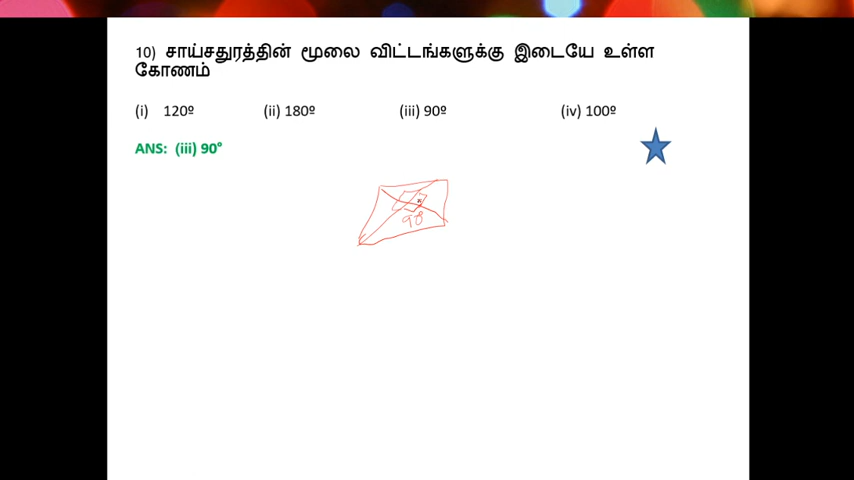 10) சாய்சதுரத்தின் மூலை விட்டங்களுக்கு இடையே உள்ள
கோணம்
(i) 120º (ii) 180º (iii) 90º (iv) 100º
ANS: (iii) 90°
90